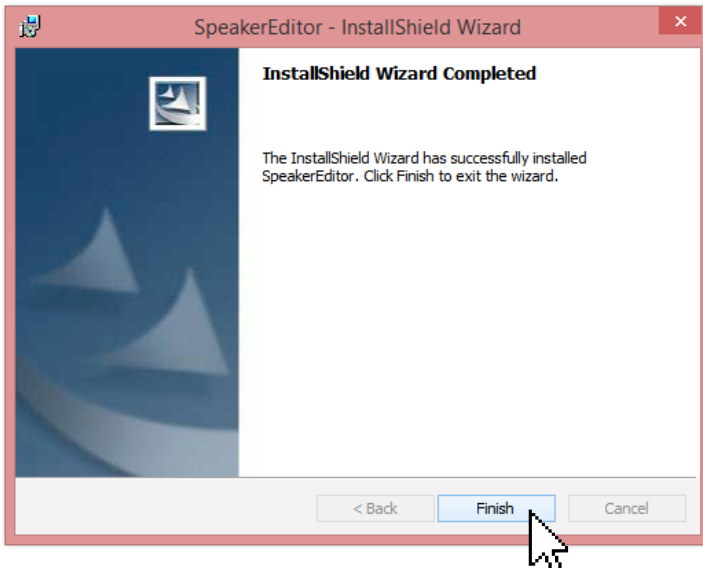 SpeakerEditor - InstallShield Wizard
InstallShield Wizard Completed
The InstallShield Wizard has successfully installed
SpeakerEditor. Click Finish to exit the wizard.
< Back Finish Cancel